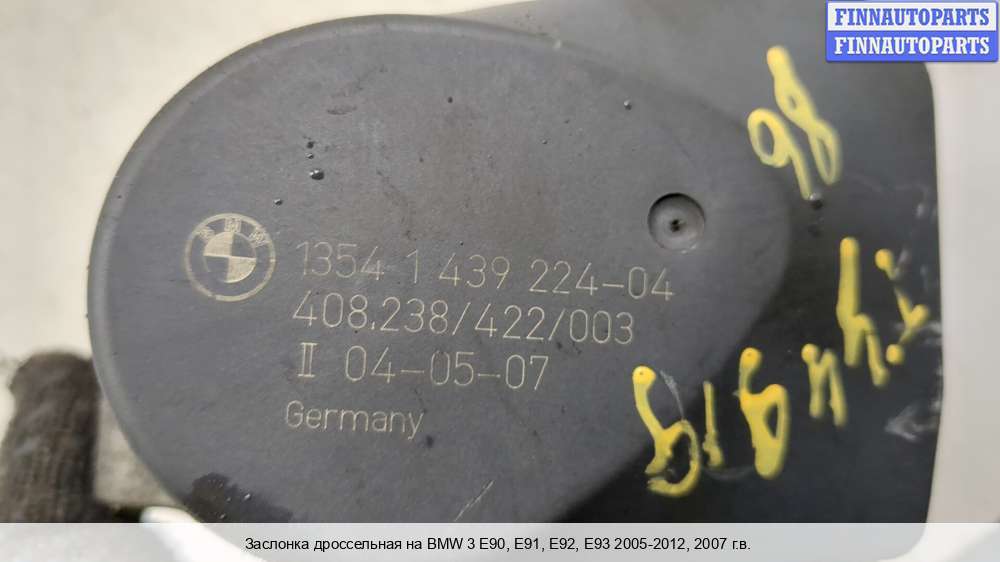 FINNAUTOPARTS
FINNAUTOPARTS
1354-1 439 224-04
408.238/422/003
II 04-05-07
Germany
Заслонка дроссельная на BMW 3 E90, E91, E92, E93 2005-2012, 2007 г.в.